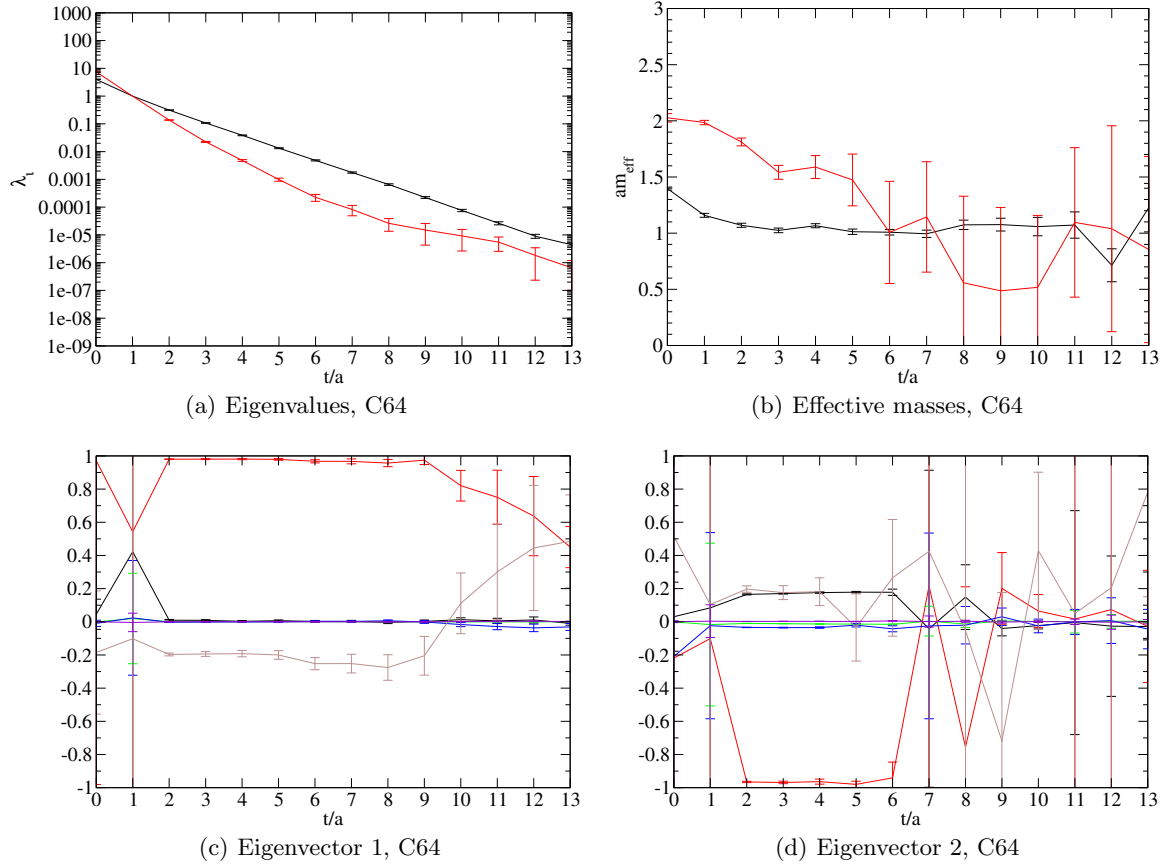 1000
100
10
1
0.1
0.01
0.001
0.0001
1e-05
1e-06
1e-07
1e-08
1e-09
λ_t
0 1 2 3 4 5 6 7 8 9 10 11 12 13
t/a
(a) Eigenvalues, C64
3
2.5
2
1.5
1
0.5
0
am_eff
0 1 2 3 4 5 6 7 8 9 10 11 12 13
t/a
(b) Effective masses, C64
1
0.8
0.6
0.4
0.2
0
-0.2
-0.4
-0.6
-0.8
-1
0 1 2 3 4 5 6 7 8 9 10 11 12 13
t/a
(c) Eigenvector 1, C64
1
0.8
0.6
0.4
0.2
0
-0.2
-0.4
-0.6
-0.8
-1
0 1 2 3 4 5 6 7 8 9 10 11 12 13
t/a
(d) Eigenvector 2, C64